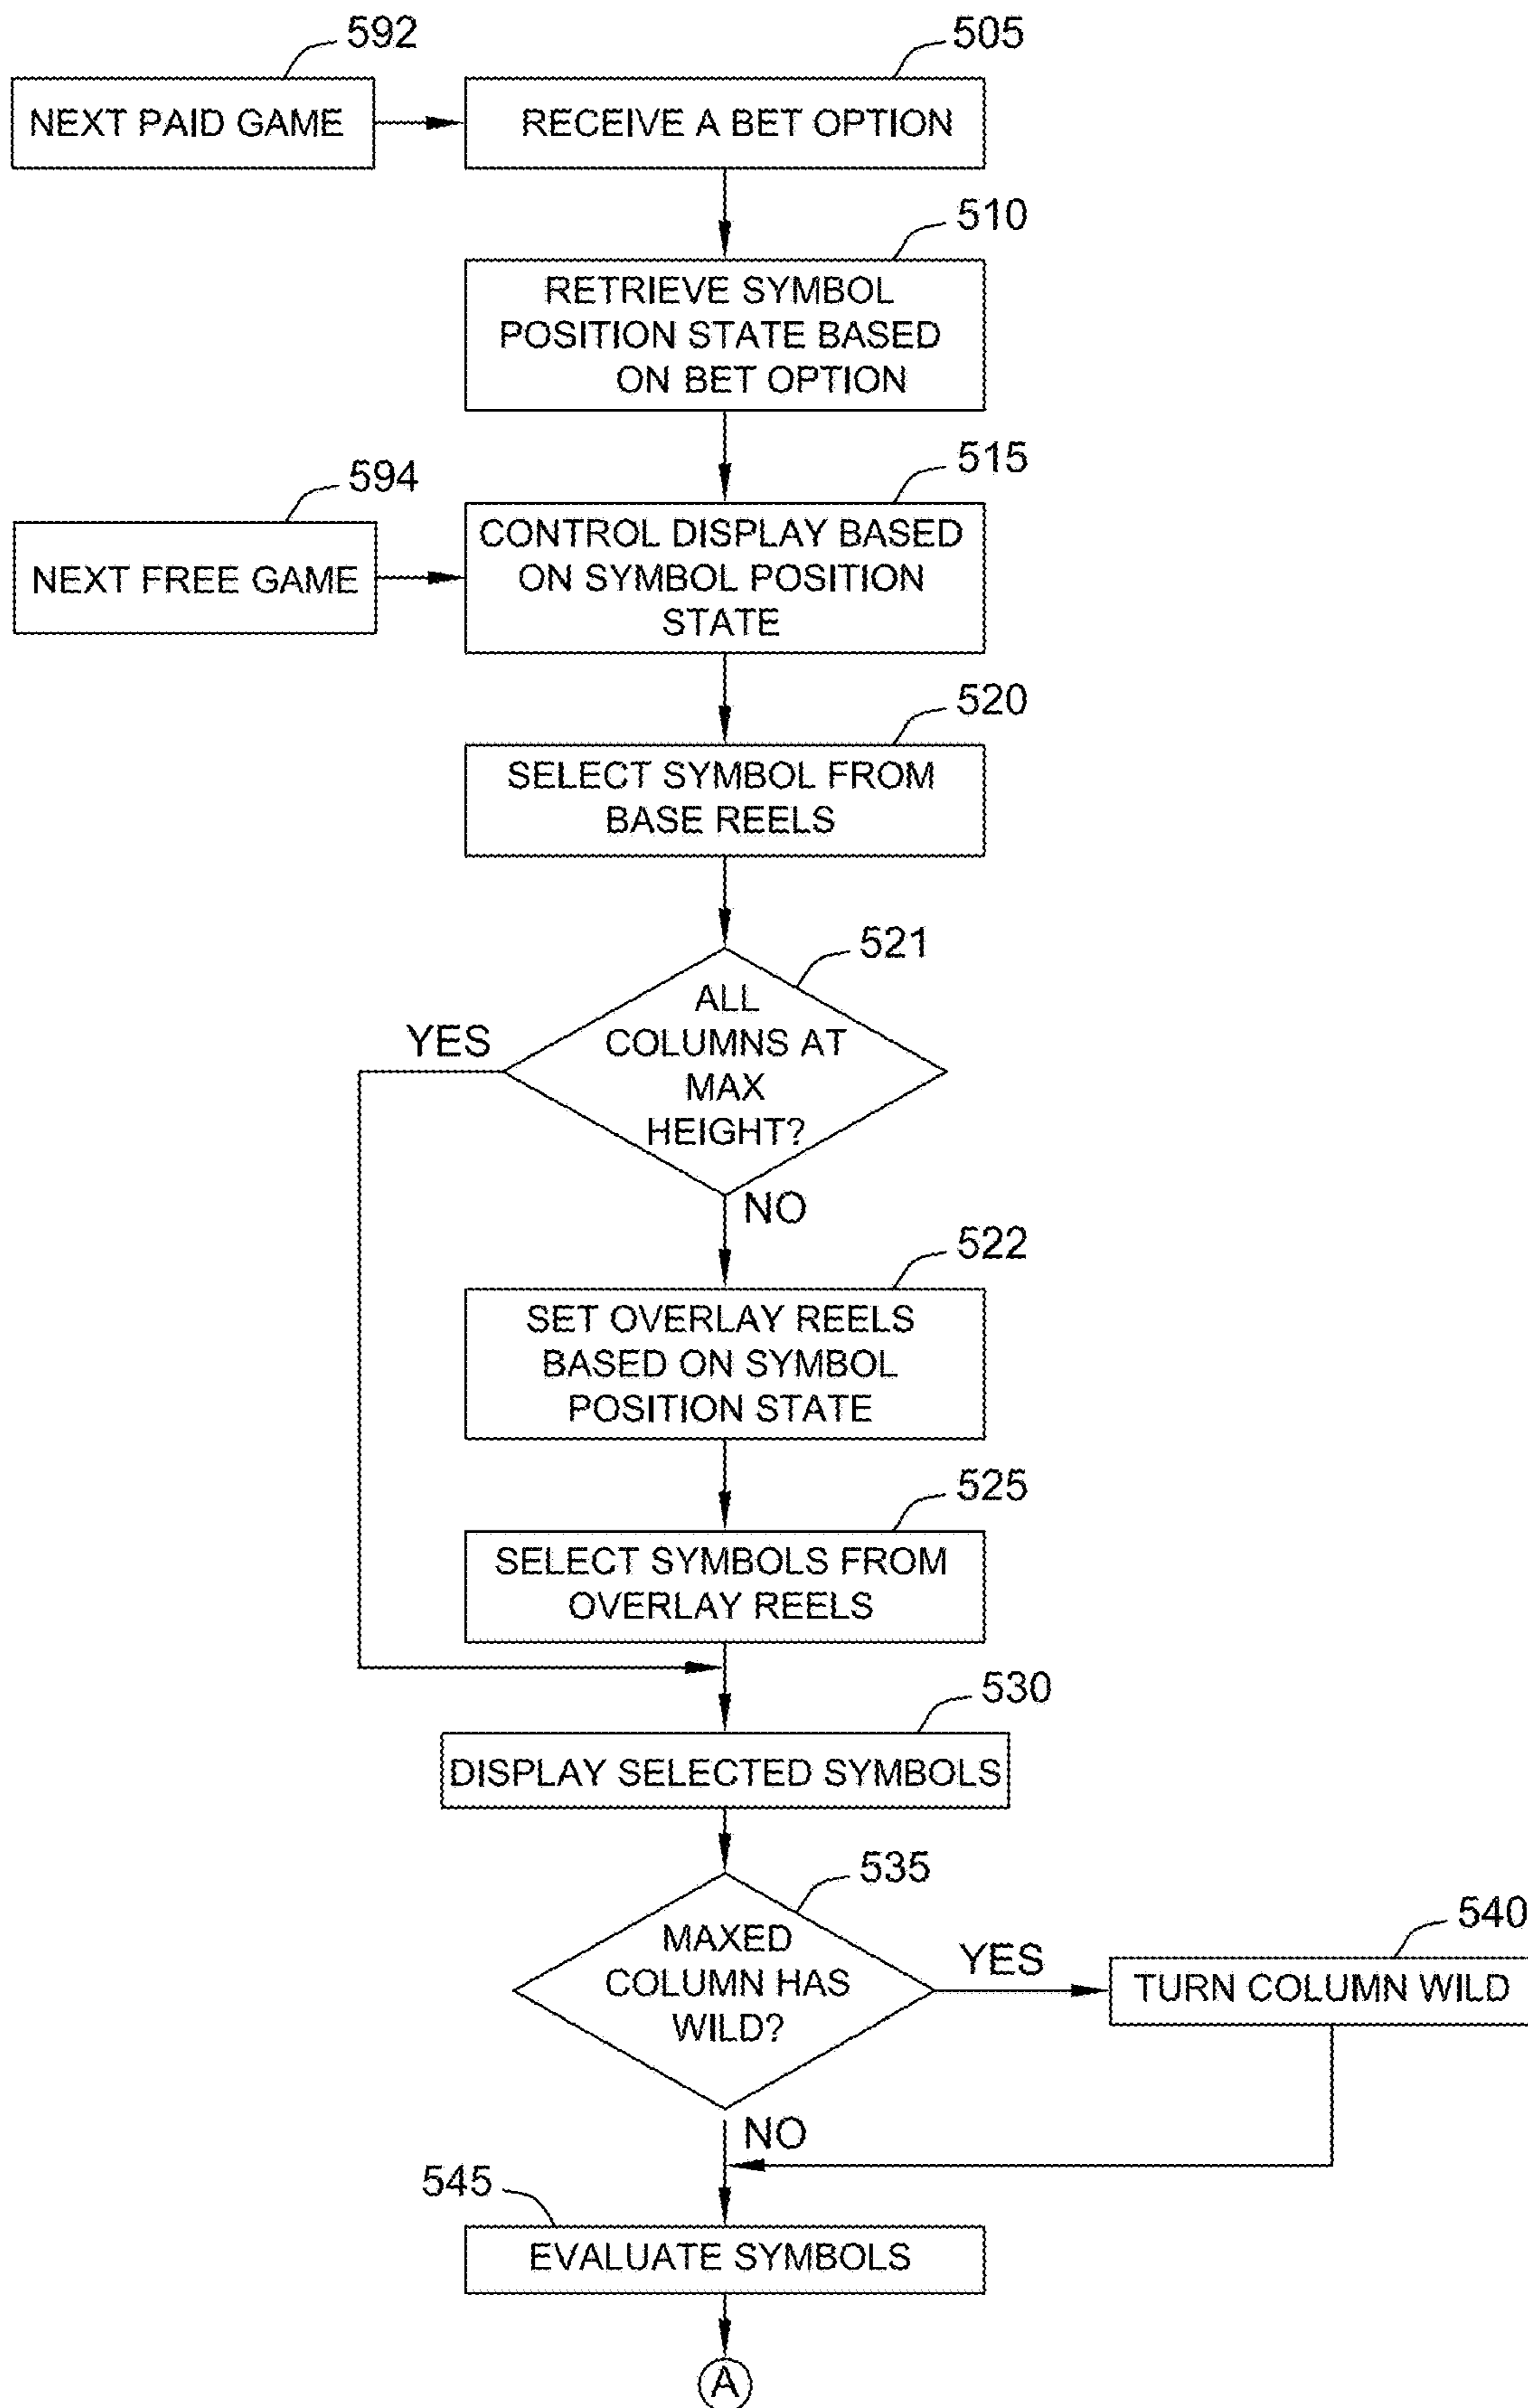 592
505
NEXT PAID GAME
RECEIVE A BET OPTION
510
RETRIEVE SYMBOL
POSITION STATE BASED
ON BET OPTION
594
515
NEXT FREE GAME
CONTROL DISPLAY BASED
ON SYMBOL POSITION
STATE
520
SELECT SYMBOL FROM
BASE REELS
521
ALL
COLUMNS AT
MAX
HEIGHT?
YES
NO
522
SET OVERLAY REELS
BASED ON SYMBOL
POSITION STATE
525
SELECT SYMBOLS FROM
OVERLAY REELS
530
DISPLAY SELECTED SYMBOLS
535
MAXED
COLUMN HAS
WILD?
YES
540
TURN COLUMN WILD
NO
545
EVALUATE SYMBOLS
A